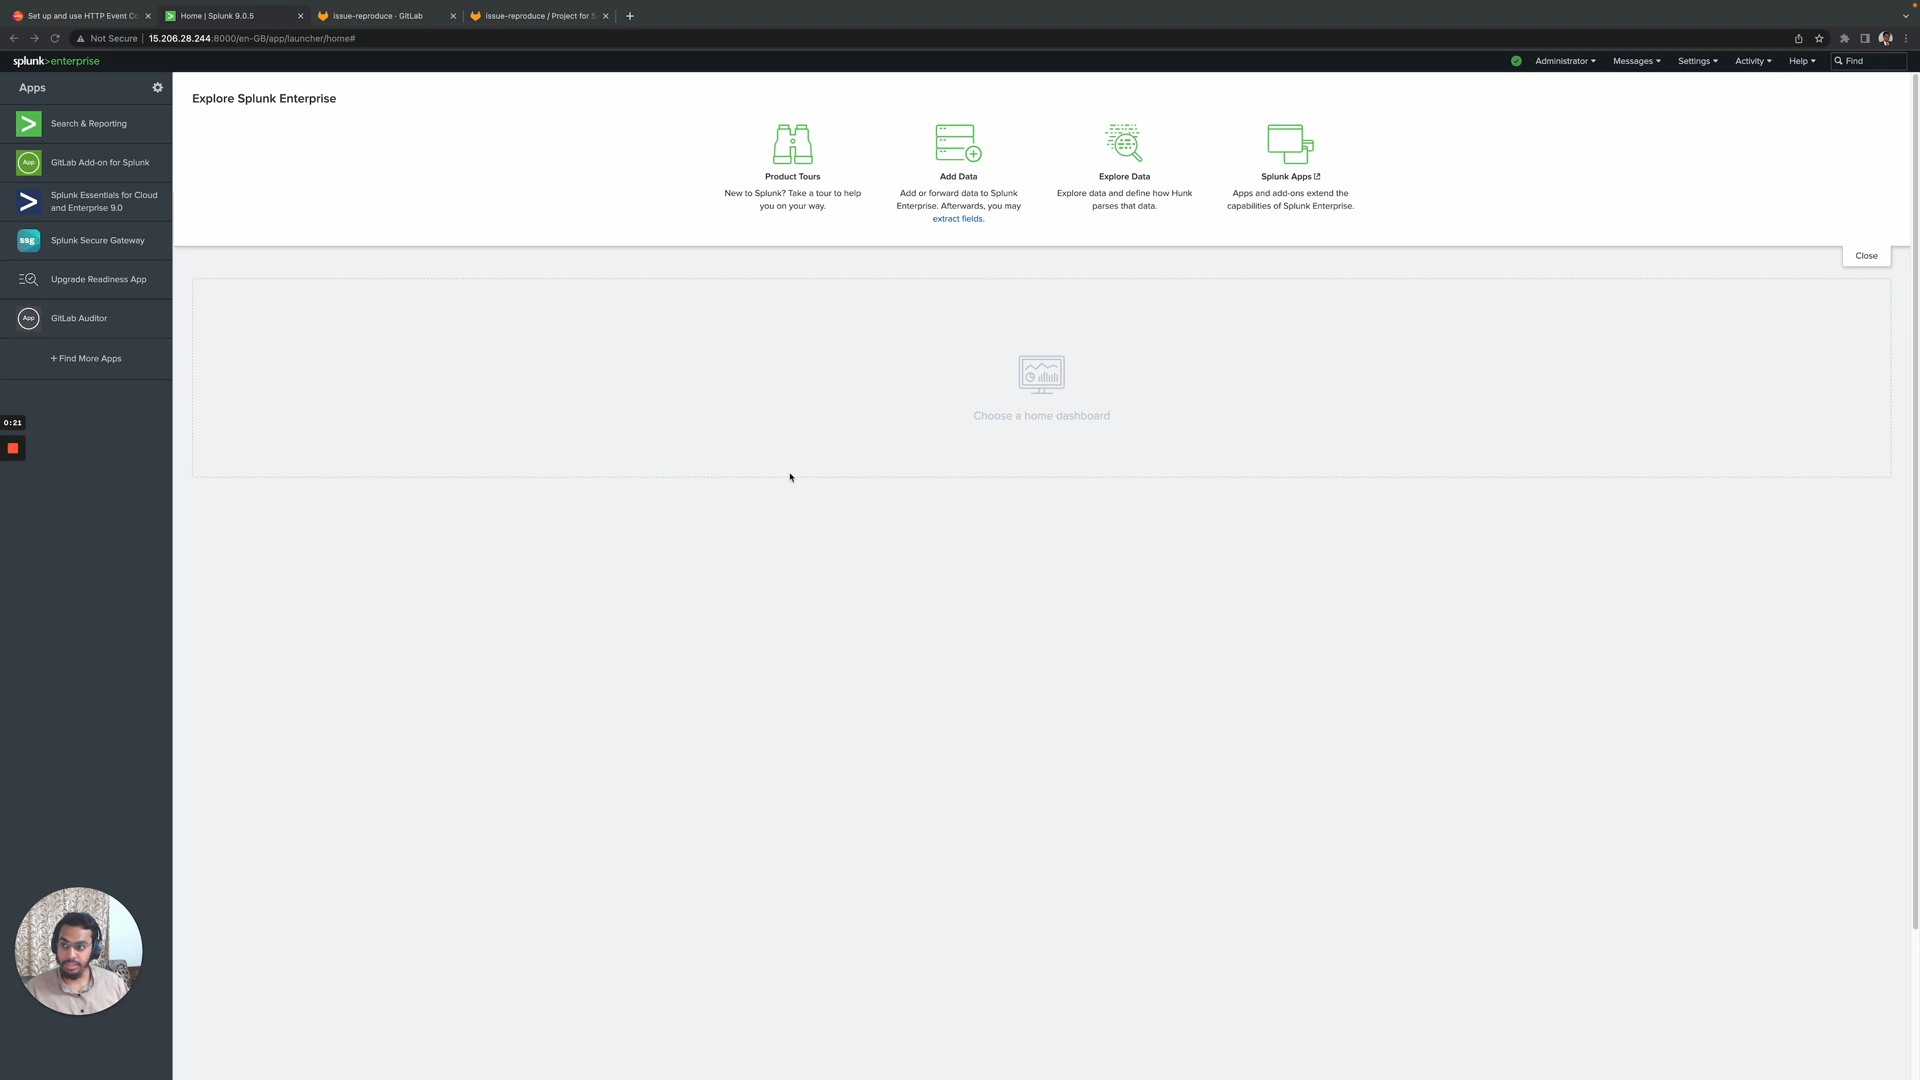 Set up and use HTTP Event Co
Home | Splunk 9.0.5
issue-reproduce · GitLab
issue-reproduce / Project for S
Not Secure
15.206.28.244:8000/en-GB/app/launcher/home#
splunk>enterprise
Administrator
Messages
Settings
Activity
Help
Find
Apps
Explore Splunk Enterprise
Search & Reporting
App
GitLab Add-on for Splunk
Splunk Essentials for Cloud
and Enterprise 9.0
ssg
Splunk Secure Gateway
Upgrade Readiness App
App
GitLab Auditor
+ Find More Apps
Product Tours
New to Splunk? Take a tour to help
you on your way.
Add Data
Add or forward data to Splunk
Enterprise. Afterwards, you may
extract fields.
Explore Data
Explore data and define how Hunk
parses that data.
Splunk Apps
Apps and add-ons extend the
capabilities of Splunk Enterprise.
Close
Choose a home dashboard
0:21